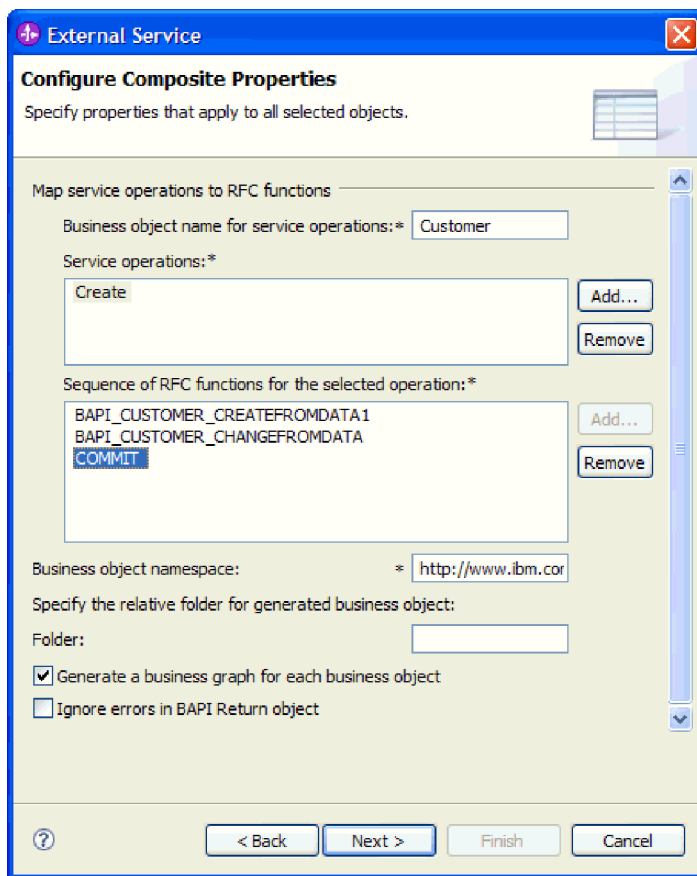 External Service
Configure Composite Properties
Specify properties that apply to all selected objects.
Map service operations to RFC functions
Business object name for service operations:* Customer
Service operations:*
Create
Add...
Remove
Sequence of RFC functions for the selected operation:*
BAPI_CUSTOMER_CREATEFROMDATA1
BAPI_CUSTOMER_CHANGEFROMDATA
COMMIT
Add...
Remove
Business object namespace: * http://www.ibm.cor
Specify the relative folder for generated business object:
Folder:
Generate a business graph for each business object
Ignore errors in BAPI Return object
? < Back Next > Finish Cancel